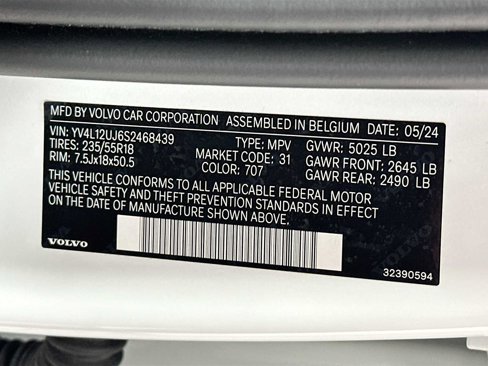 MFD BY VOLVO CAR CORPORATION ASSEMBLED IN BELGIUM DATE: 05/24
VIN: YV4L12UJ6S2468439 TYPE: MPV GVWR: 5025 LB
TIRES: 235/55R18 MARKET CODE: 31 GAWR FRONT: 2645 LB
RIM: 7.5Jx18x50.5 COLOR: 707 GAWR REAR: 2490 LB
THIS VEHICLE CONFORMS TO ALL APPLICABLE FEDERAL MOTOR
VEHICLE SAFETY AND THEFT PREVENTION STANDARDS IN EFFECT
ON THE DATE OF MANUFACTURE SHOWN ABOVE.
VOLVO
32390594